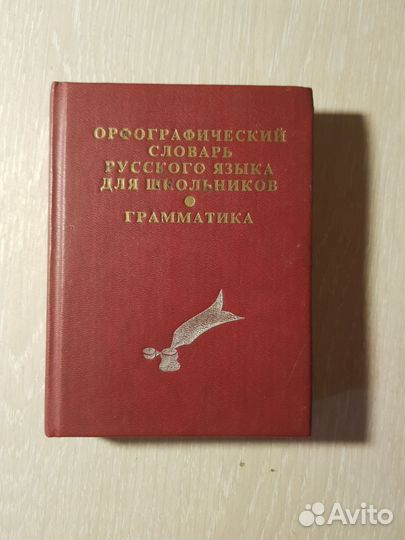 ОРФОГРАФИЧЕСКИЙ
СЛОВАРЬ
РУССКОГО ЯЗЫКА
ДЛЯ ШКОЛЬНИКОВ
ГРАММАТИКА
Avito